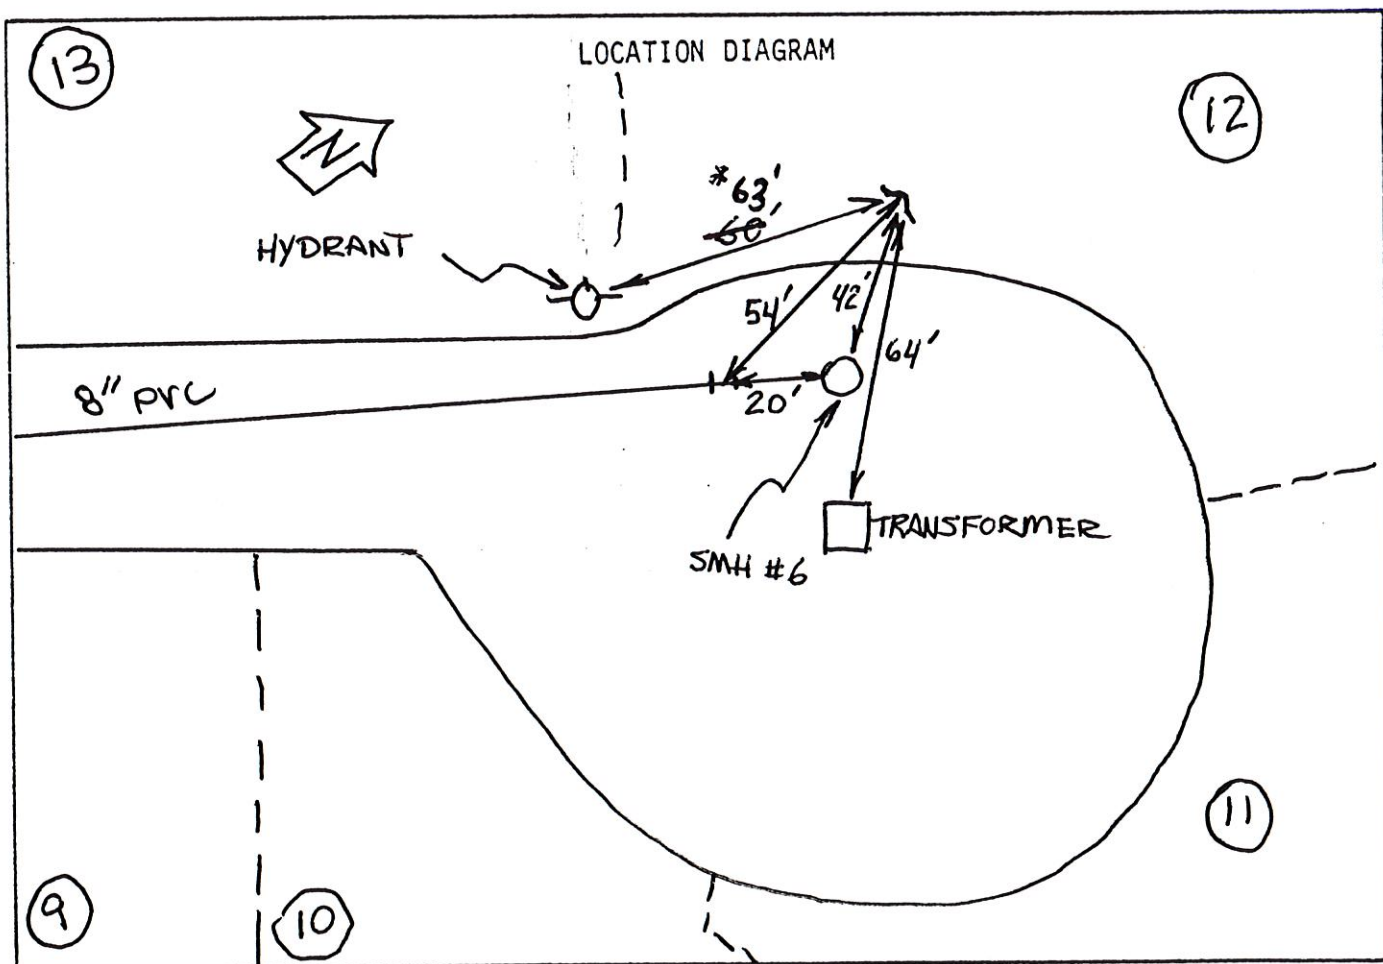 LOCATION DIAGRAM
13
12
N
*63'
60'
HYDRANT
54'
42'
64'
8" PVC
20'
TRANSFORMER
SMH #6
11
9
10